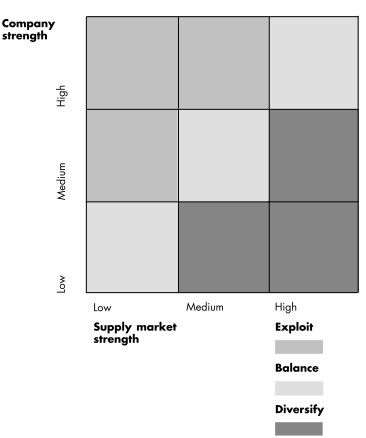 Company
strength
High
Medium
Low
Low
Medium
High
Supply market
strength
Exploit
Balance
Diversify